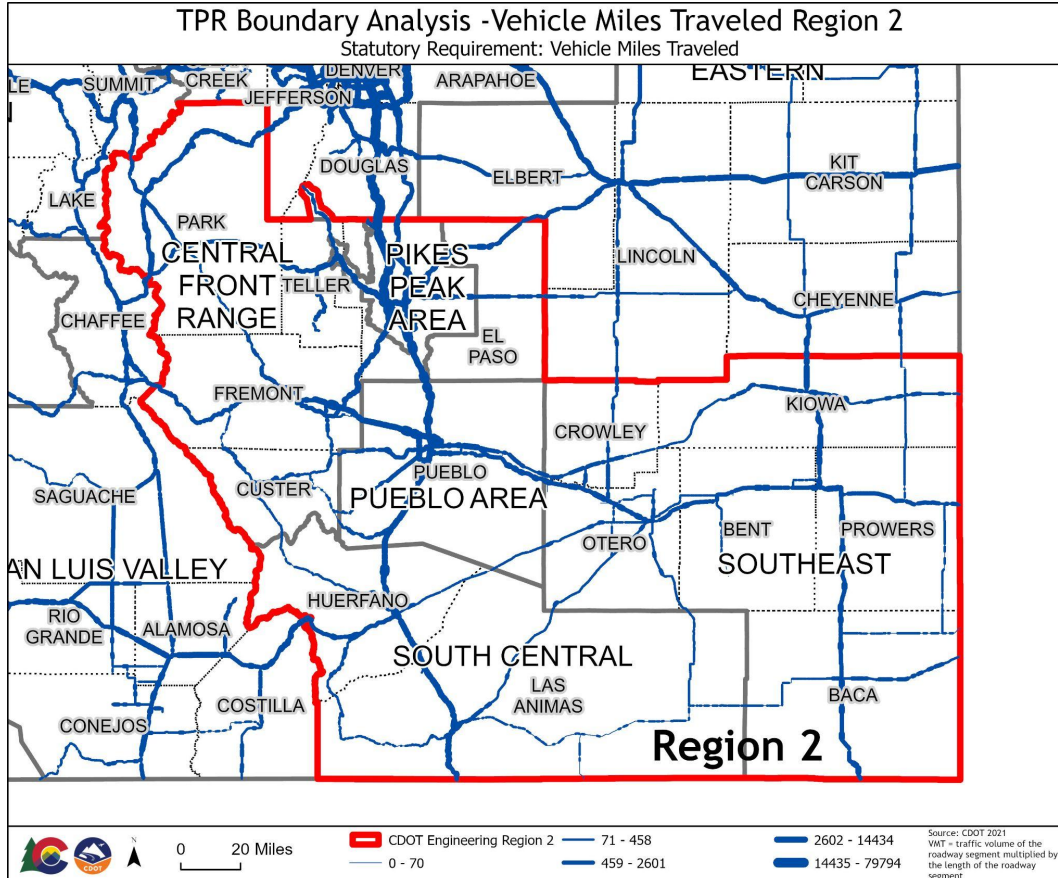 TPR Boundary Analysis -Vehicle Miles Traveled Region 2
Statutory Requirement: Vehicle Miles Traveled
DENVER
EASTERN
LE
SUMMIT
CREEK
ARAPAHOE
JEFFERSON
DOUGLAS
ELBERT
KIT
CARSON
LAKE
PARK
CENTRAL
FRONT
RANGE
TELLER
PIKES
PEAK
AREA
LINCOLN
CHEYENNE
CHAFFEE
EL
PASO
FREMONT
KIOWA
CROWLEY
PUEBLO
SAGUACHE
CUSTER
PUEBLO AREA
OTERO
BENT
PROWERS
SOUTHEAST
AN LUIS VALLEY
HUERFANO
RIO
GRANDE
ALAMOSA
SOUTH CENTRAL
LAS
ANIMAS
COSTILLA
BACA
CONEJOS
Region 2
C
CDOT
N
0 20 Miles
CDOT Engineering Region 2
0 - 70
71 - 458
459 - 2601
2602 - 14434
14435 - 79794
Source: CDOT 2021
VMT = traffic volume of the
roadway segment multiplied by
the length of the roadway
segment